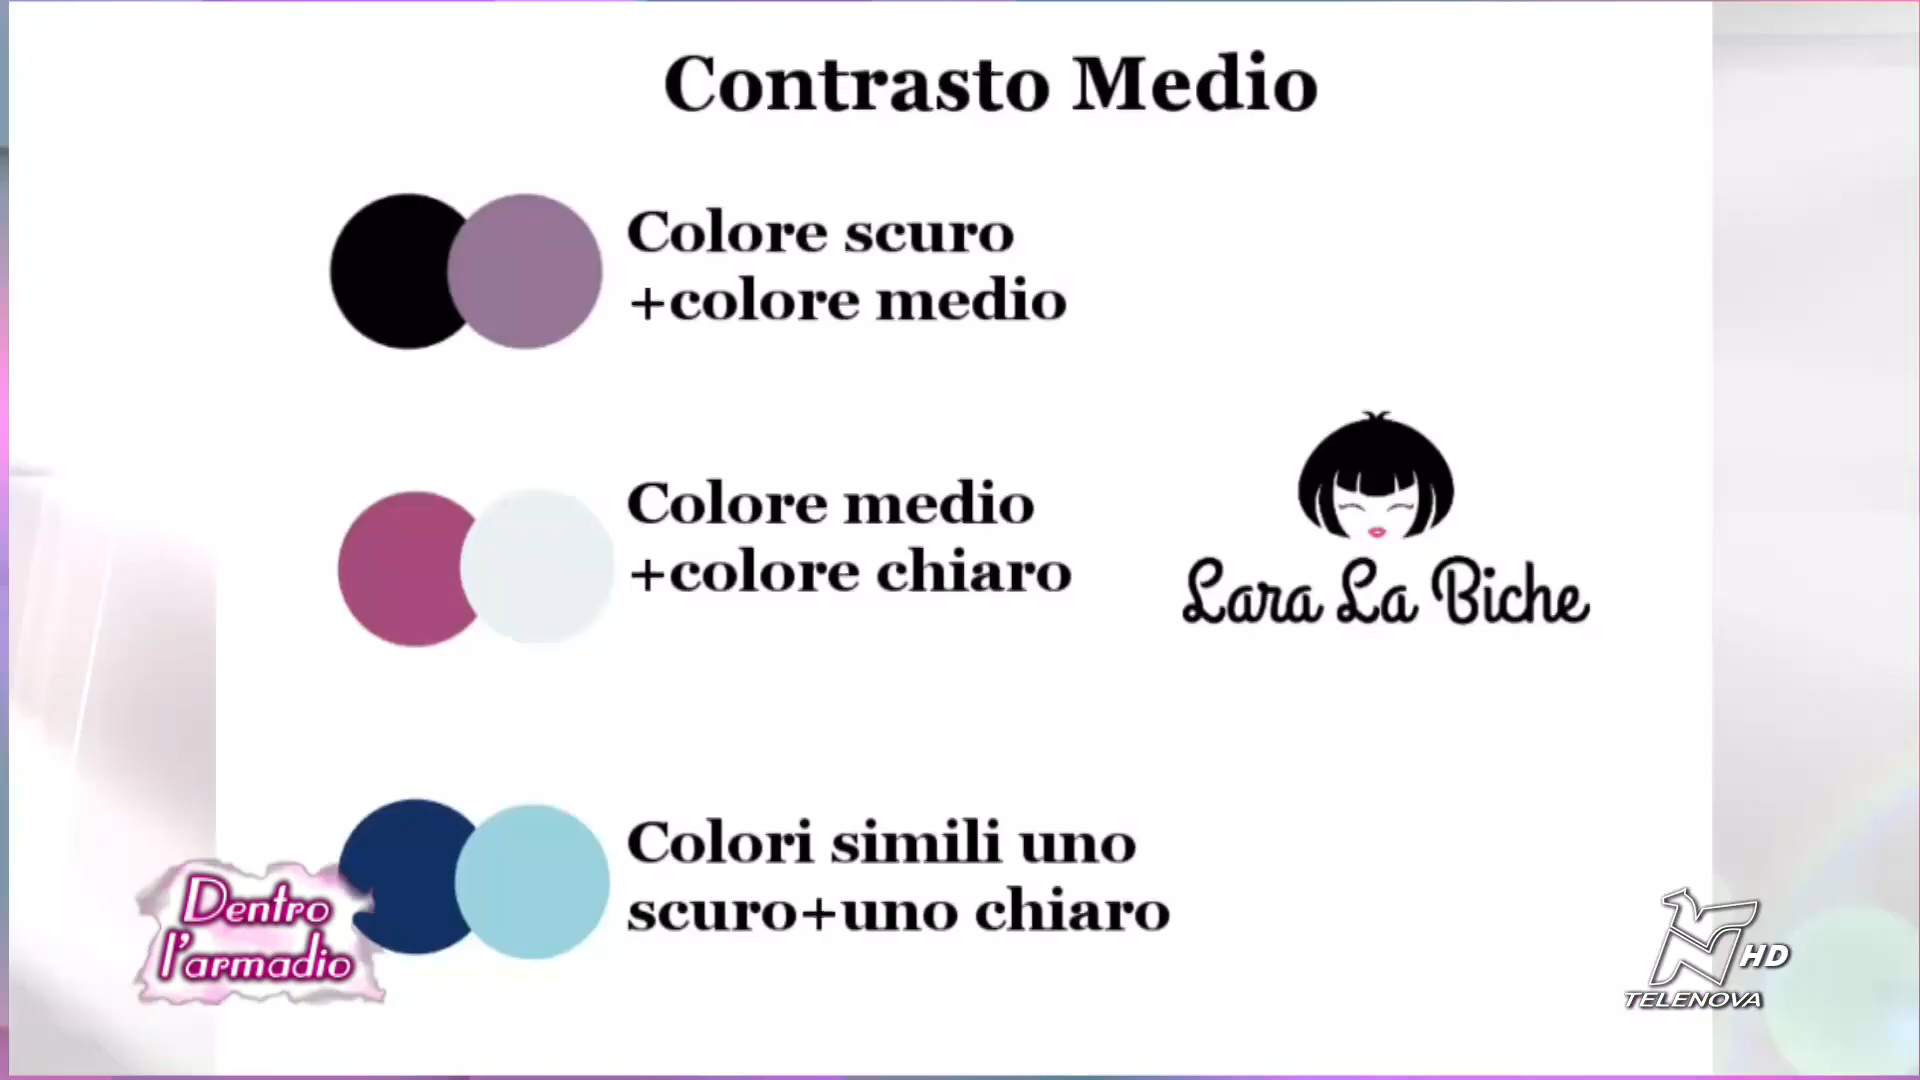 Contrasto Medio
Colore scuro
+colore medio
Colore medio
+colore chiaro
Lara La Biche
Colori simili uno
scuro+uno chiaro
Dentro
l'armadio
HD
TELENOVA